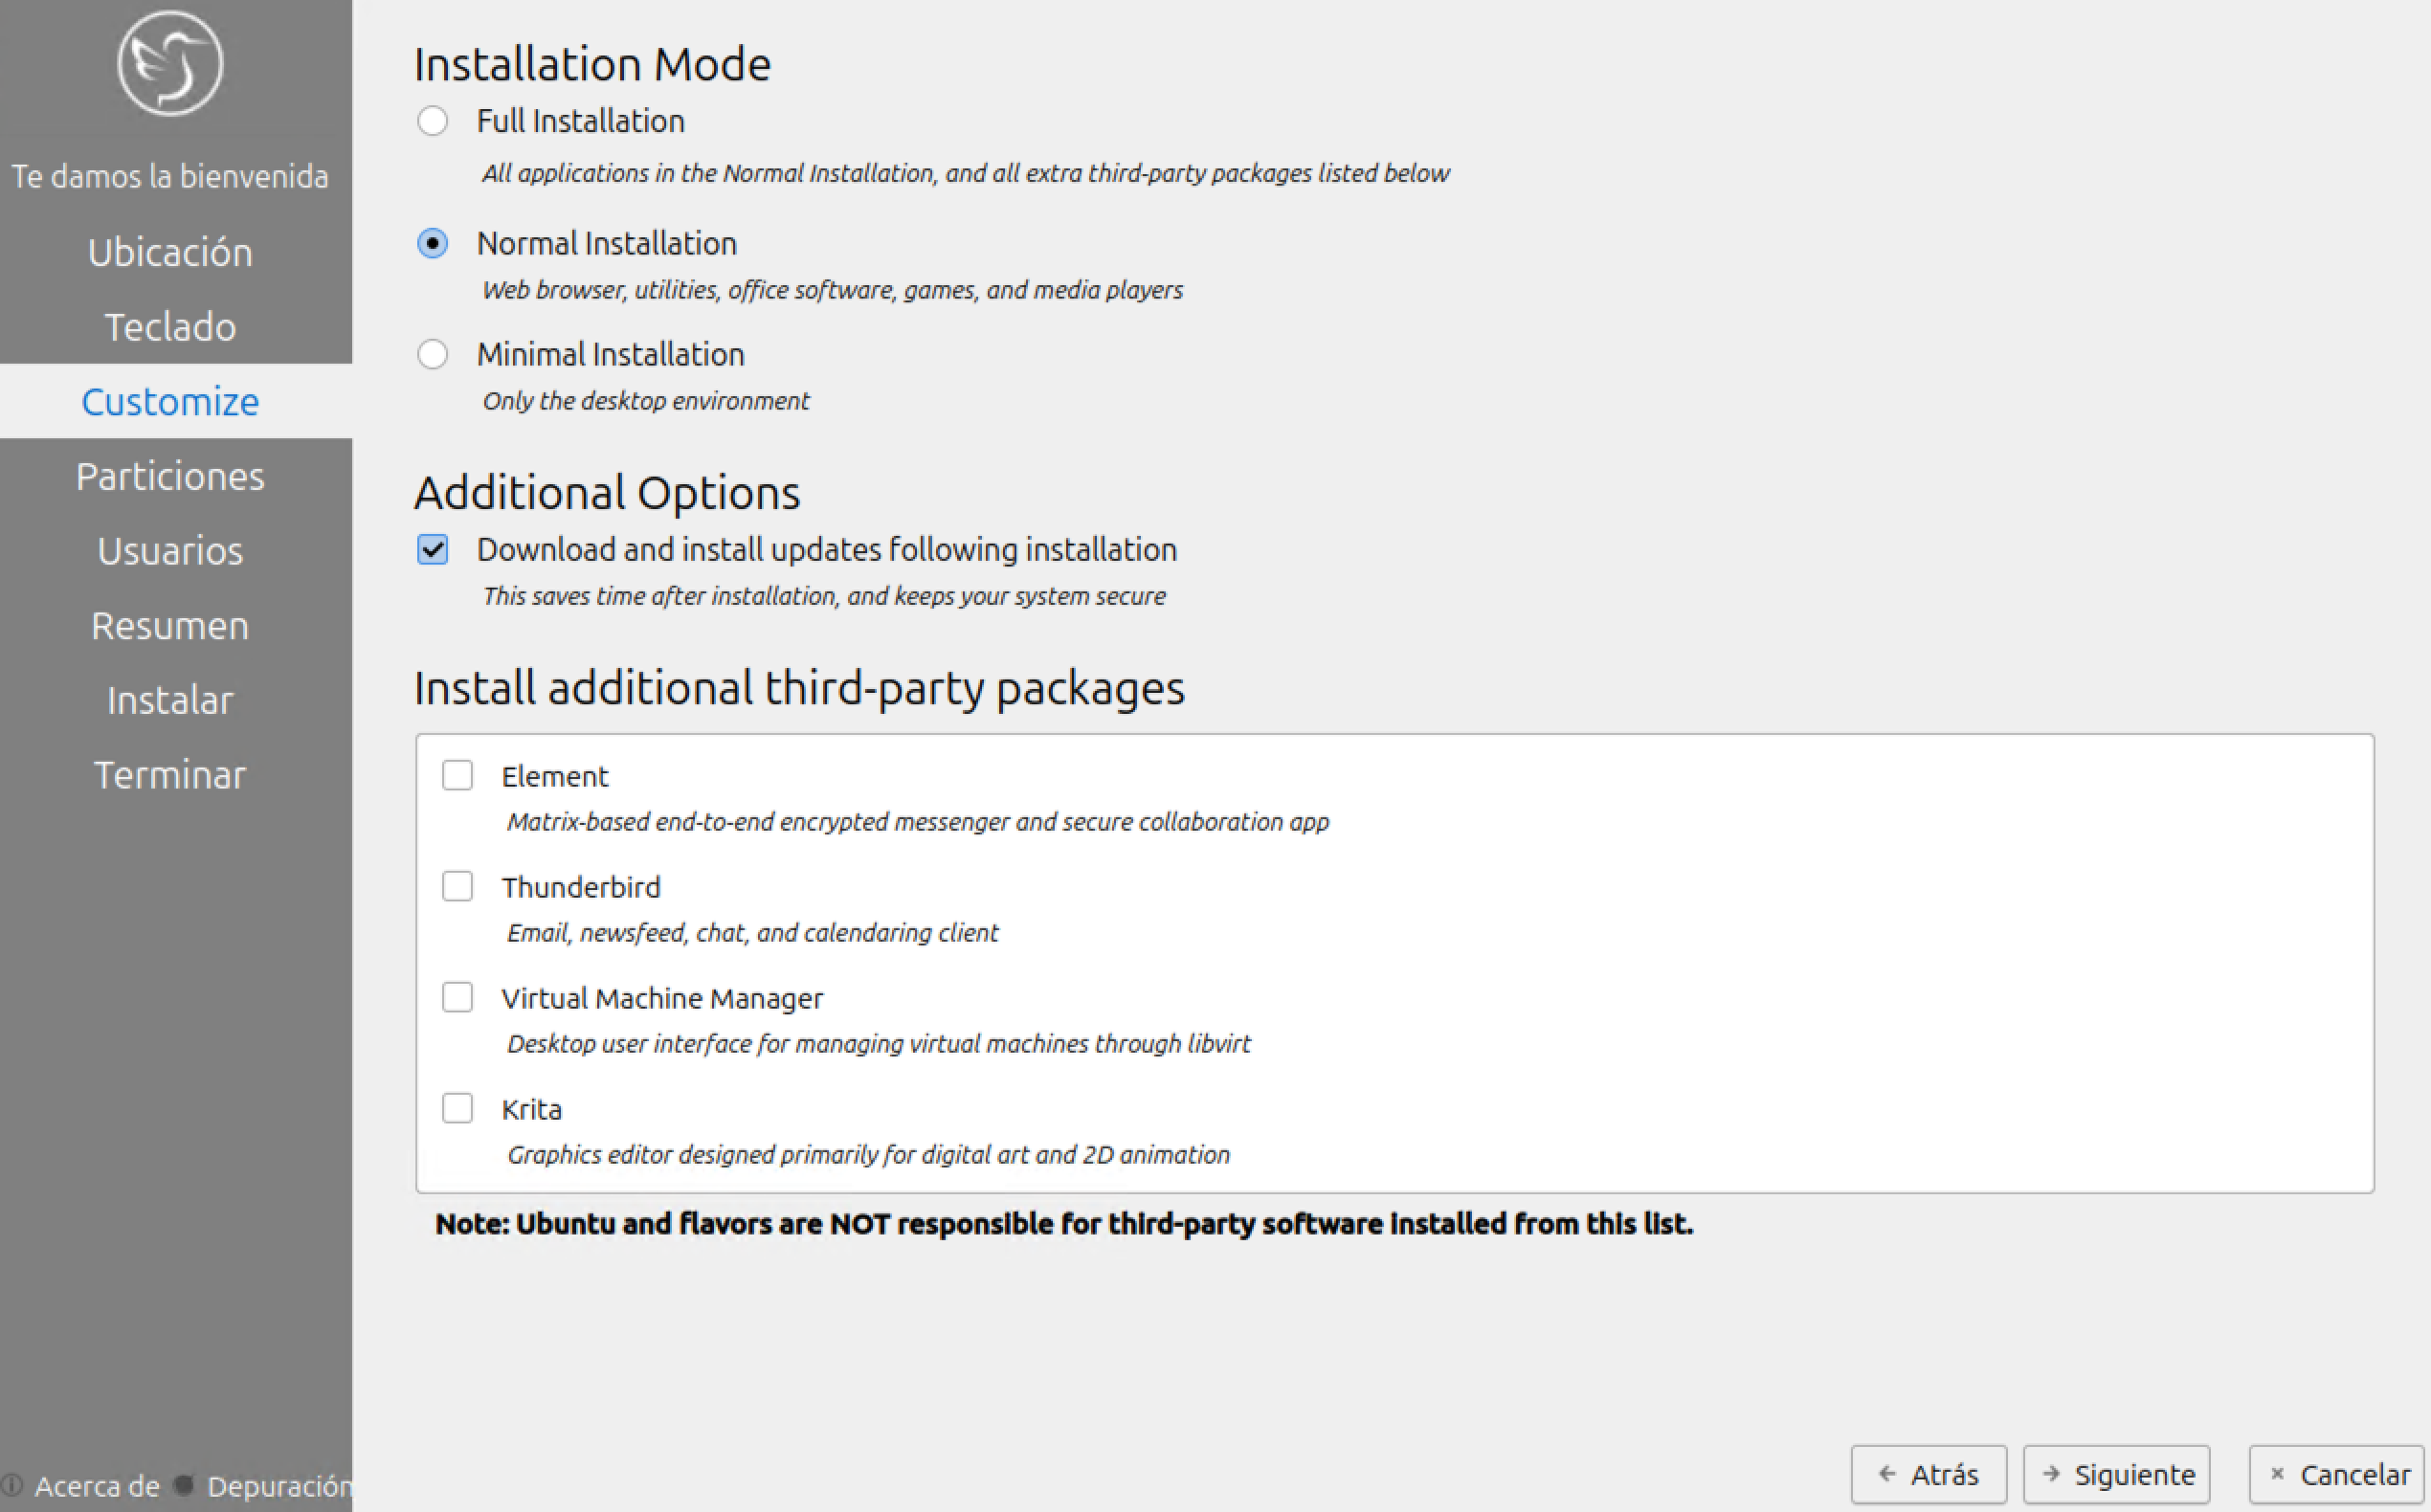 Te damos la bienvenida
Ubicación
Teclado
Customize
Particiones
Usuarios
Resumen
Instalar
Terminar
Acerca de
Depuración
Installation Mode
Full Installation
All applications in the Normal Installation, and all extra third-party packages listed below
Normal Installation
Web browser, utilities, office software, games, and media players
Minimal Installation
Only the desktop environment
Additional Options
Download and install updates following installation
This saves time after installation, and keeps your system secure
Install additional third-party packages
Element
Matrix-based end-to-end encrypted messenger and secure collaboration app
Thunderbird
Email, newsfeed, chat, and calendaring client
Virtual Machine Manager
Desktop user interface for managing virtual machines through libvirt
Krita
Graphics editor designed primarily for digital art and 2D animation
Note: Ubuntu and flavors are NOT responsible for third-party software installed from this list.
Atrás
Siguiente
Cancelar